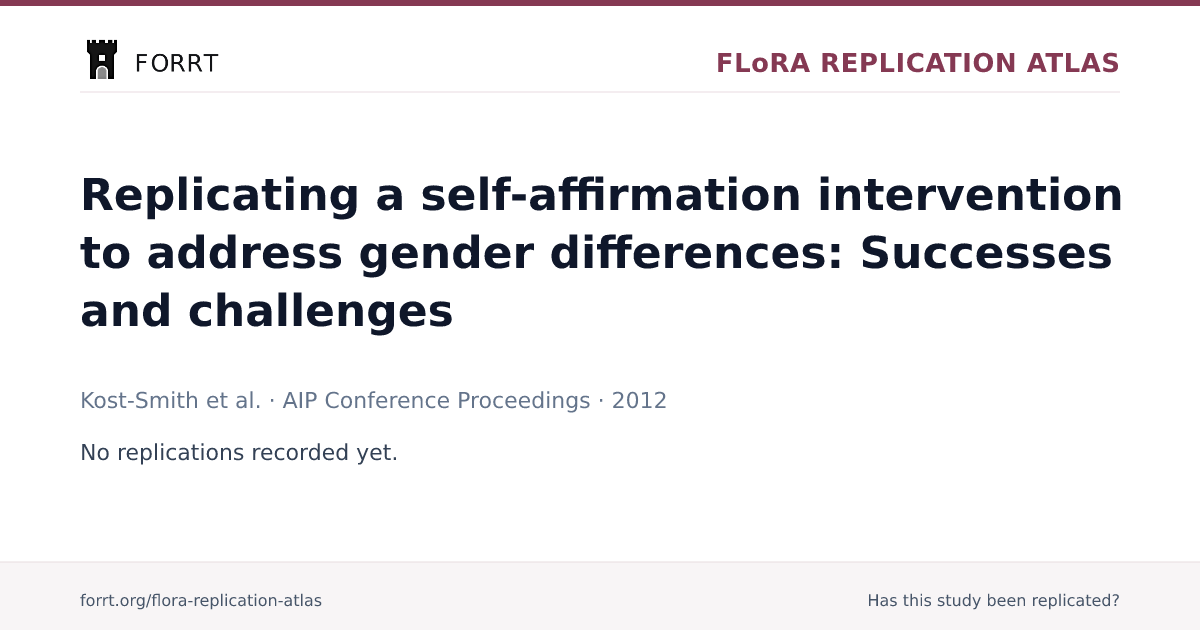 FORRT
FLoRA REPLICATION ATLAS
Replicating a self-affirmation intervention
to address gender differences: Successes
and challenges
Kost-Smith et al. · AIP Conference Proceedings · 2012
No replications recorded yet.
forrt.org/flora-replication-atlas
Has this study been replicated?